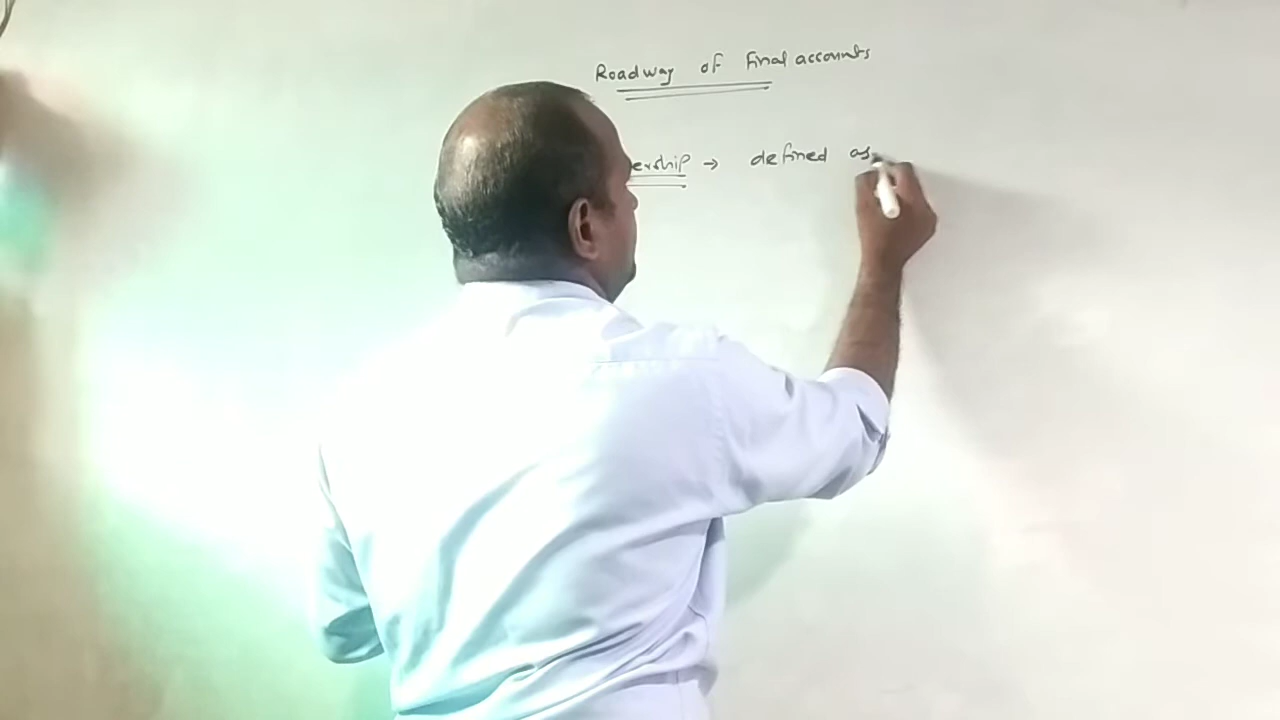 Roadway of final accounts
ership → defined as